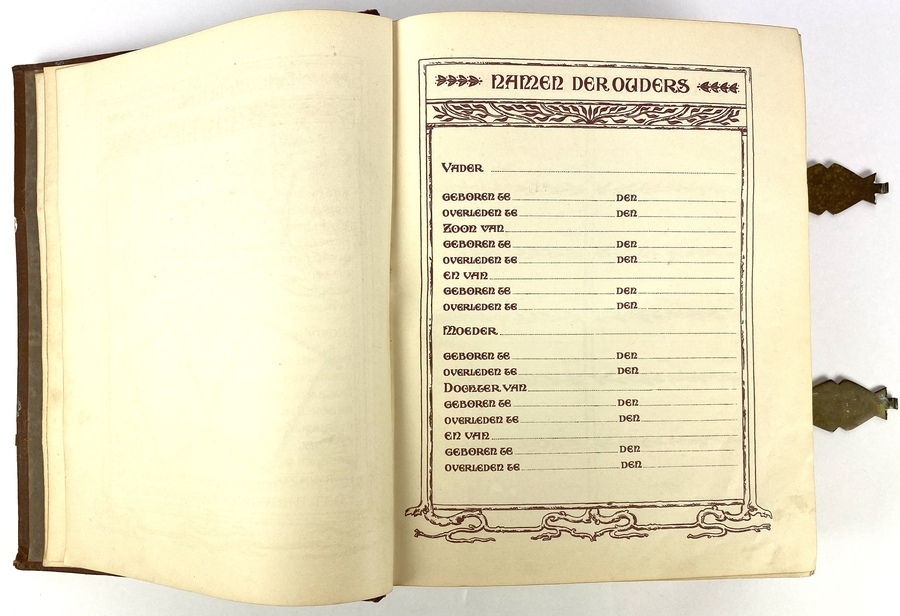 NAMEN DER OUDERS
VADER
GEBOREN TE DEN
OVERLEDEN TE DEN
ZOON VAN
GEBOREN TE DEN
OVERLEDEN TE DEN
EN VAN
GEBOREN TE DEN
OVERLEDEN TE DEN
MOEDER
GEBOREN TE DEN
OVERLEDEN TE DEN
DOCHTER VAN
GEBOREN TE DEN
OVERLEDEN TE DEN
EN VAN
GEBOREN TE DEN
OVERLEDEN TE DEN